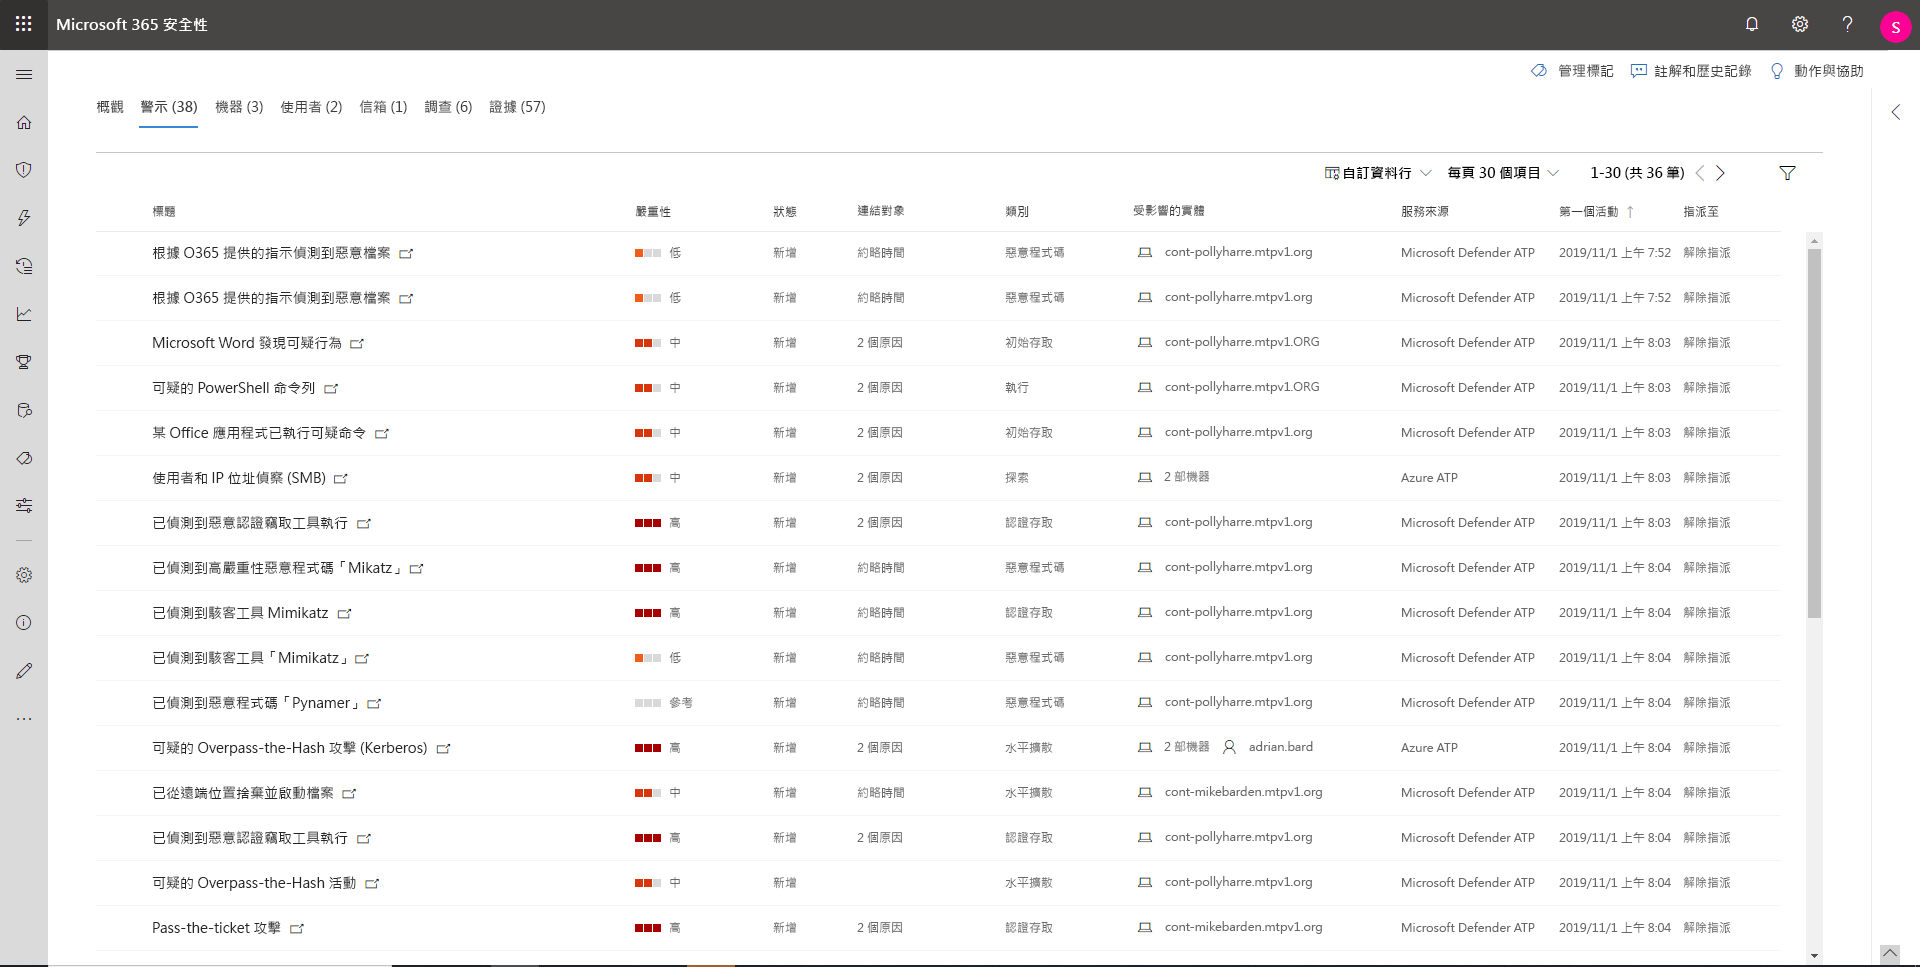 Microsoft 365 安全性
S
管理標記 註解和歷史記錄 動作與協助
概觀 警示 (38) 機器 (3) 使用者 (2) 信箱 (1) 調查 (6) 證據 (57)
自訂資料行 每頁 30 個項目 1-30 (共 36 筆)
標題 嚴重性 狀態 連結對象 類別 受影響的實體 服務來源 第一個活動 ↑ 指派至
根據 O365 提供的指示偵測到惡意檔案 低 新增 約略時間 惡意程式碼 cont-pollyharre.mtpv1.org Microsoft Defender ATP 2019/11/1 上午 7:52 解除指派
根據 O365 提供的指示偵測到惡意檔案 低 新增 約略時間 惡意程式碼 cont-pollyharre.mtpv1.org Microsoft Defender ATP 2019/11/1 上午 7:52 解除指派
Microsoft Word 發現可疑行為 中 新增 2 個原因 初始存取 cont-pollyharre.mtpv1.ORG Microsoft Defender ATP 2019/11/1 上午 8:03 解除指派
可疑的 PowerShell 命令列 中 新增 2 個原因 執行 cont-pollyharre.mtpv1.ORG Microsoft Defender ATP 2019/11/1 上午 8:03 解除指派
某 Office 應用程式已執行可疑命令 中 新增 2 個原因 初始存取 cont-pollyharre.mtpv1.org Microsoft Defender ATP 2019/11/1 上午 8:03 解除指派
使用者和 IP 位址偵察 (SMB) 中 新增 2 個原因 探索 2 部機器 Azure ATP 2019/11/1 上午 8:03 解除指派
已偵測到惡意認證竊取工具執行 高 新增 2 個原因 認證存取 cont-pollyharre.mtpv1.org Microsoft Defender ATP 2019/11/1 上午 8:03 解除指派
已偵測到高嚴重性惡意程式碼「Mikatz」 高 新增 約略時間 惡意程式碼 cont-pollyharre.mtpv1.org Microsoft Defender ATP 2019/11/1 上午 8:04 解除指派
已偵測到駭客工具 Mimikatz 高 新增 約略時間 認證存取 cont-pollyharre.mtpv1.org Microsoft Defender ATP 2019/11/1 上午 8:04 解除指派
已偵測到駭客工具「Mimikatz」 低 新增 約略時間 惡意程式碼 cont-pollyharre.mtpv1.org Microsoft Defender ATP 2019/11/1 上午 8:04 解除指派
已偵測到惡意程式碼「Pynamer」 參考 新增 約略時間 惡意程式碼 cont-pollyharre.mtpv1.org Microsoft Defender ATP 2019/11/1 上午 8:04 解除指派
可疑的 Overpass-the-Hash 攻擊 (Kerberos) 高 新增 2 個原因 水平擴散 2 部機器 adrian.bard Azure ATP 2019/11/1 上午 8:04 解除指派
已從遠端位置捨棄並啟動檔案 中 新增 約略時間 水平擴散 cont-mikebarden.mtpv1.org Microsoft Defender ATP 2019/11/1 上午 8:04 解除指派
已偵測到惡意認證竊取工具執行 高 新增 2 個原因 認證存取 cont-pollyharre.mtpv1.org Microsoft Defender ATP 2019/11/1 上午 8:04 解除指派
可疑的 Overpass-the-Hash 活動 中 新增 水平擴散 cont-pollyharre.mtpv1.org Microsoft Defender ATP 2019/11/1 上午 8:04 解除指派
Pass-the-ticket 攻擊 高 新增 2 個原因 認證存取 cont-mikebarden.mtpv1.org Microsoft Defender ATP 2019/11/1 上午 8:04 解除指派